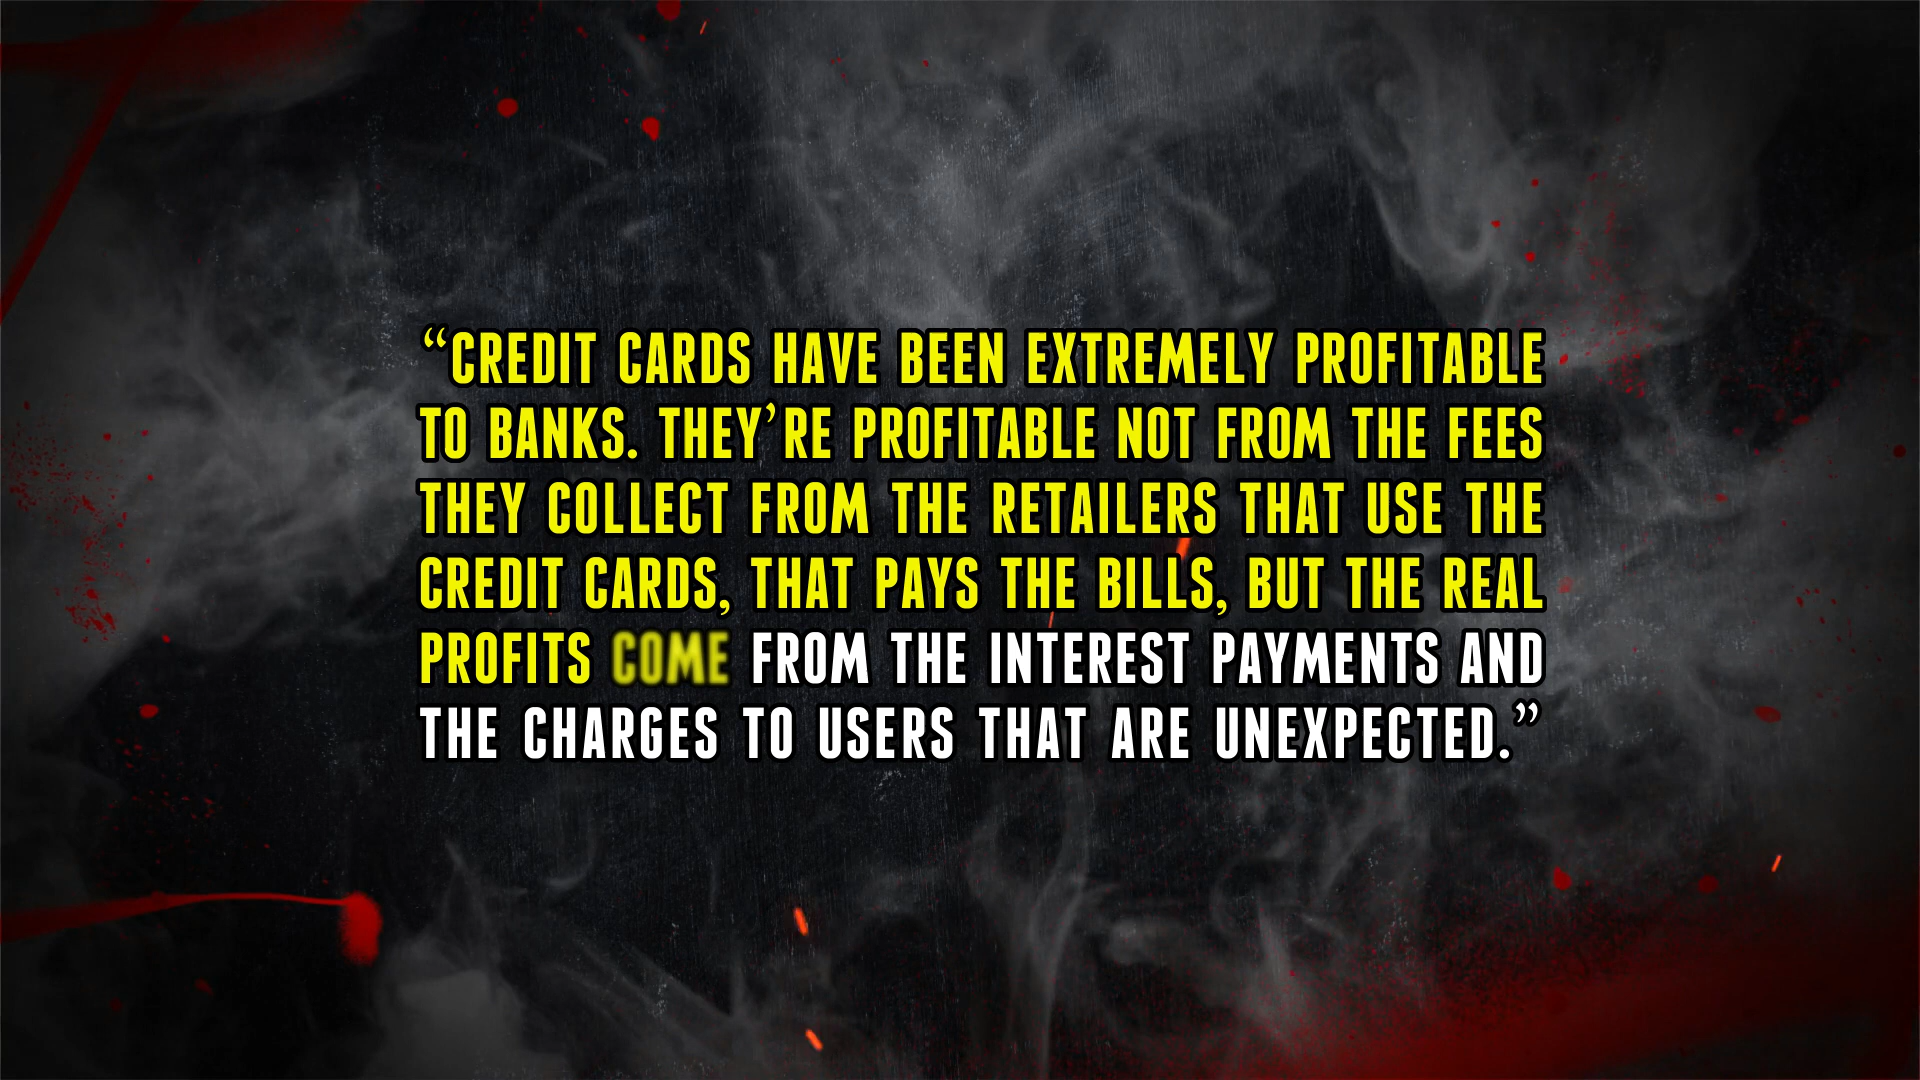 “CREDIT CARDS HAVE BEEN EXTREMELY PROFITABLE
TO BANKS. THEY’RE PROFITABLE NOT FROM THE FEES
THEY COLLECT FROM THE RETAILERS THAT USE THE
CREDIT CARDS, THAT PAYS THE BILLS, BUT THE REAL
PROFITS COME FROM THE INTEREST PAYMENTS AND
THE CHARGES TO USERS THAT ARE UNEXPECTED.”